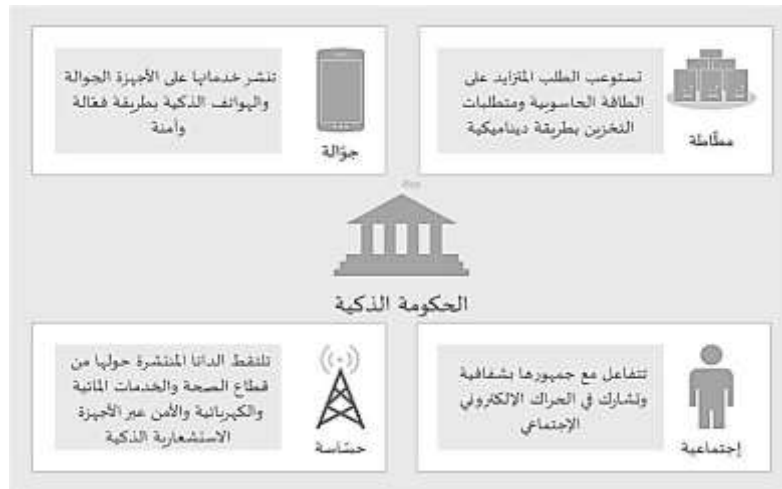 تستوعب الطلب المتزايد على
الطاقة الحاسوبية ومتطلبات
التخزين بطريقة ديناميكية
مطّاطة
تنشر خدماتها على الأجهزة الجوالة
والهواتف الذكية بطريقة فعّالة
وآمنة
جوّالة
الحكومة الذكية
تتفاعل مع جمهورها بشفافية
وتشارك في الحراك الإلكتروني
الإجتماعي
إجتماعية
تلتقط الداتا المنتشرة حولها من
قطاع الصحة والخدمات المائية
والكهربائية والأمن عبر الأجهزة
الاستشعارية الذكية
حسّاسة